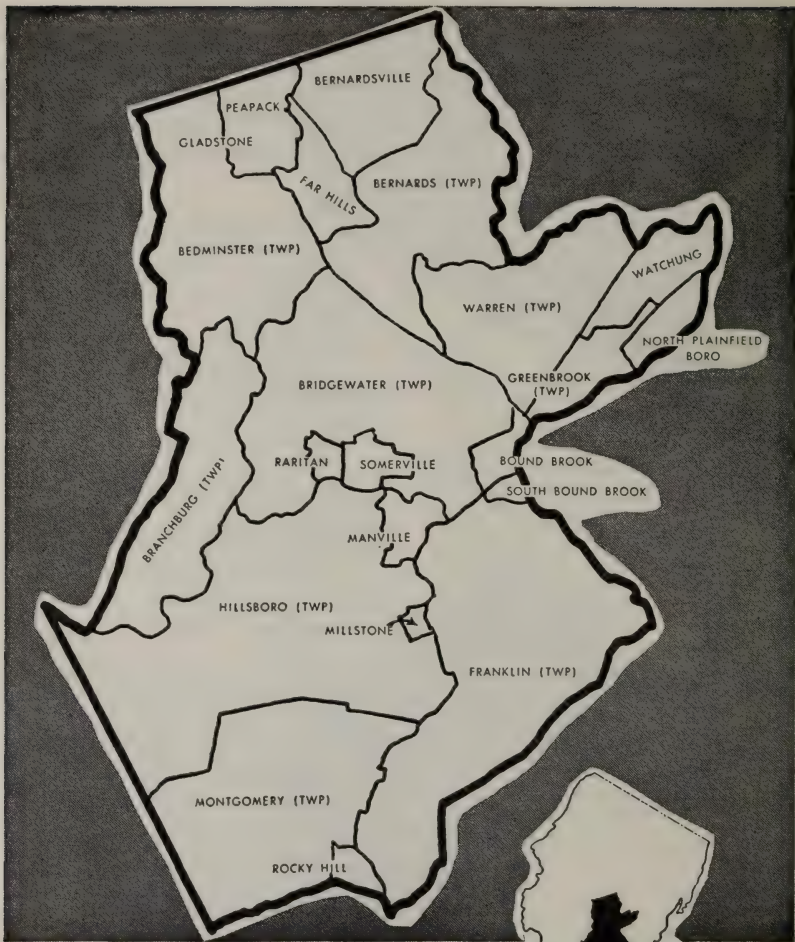 BERNARDSVILLE
PEAPACK
GLADSTONE
FAR HILLS
BERNARDS (TWP)
BEDMINSTER (TWP)
WATCHUNG
WARREN (TWP)
NORTH PLAINFIELD
BORO
GREENBROOK
(TWP)
BRIDGEWATER (TWP)
RARITAN
SOMERVILLE
BOUND BROOK
SOUTH BOUND BROOK
BRANCHBURG (TWP)
MANVILLE
HILLSBORO (TWP)
MILLSTONE
FRANKLIN (TWP)
MONTGOMERY (TWP)
ROCKY HILL